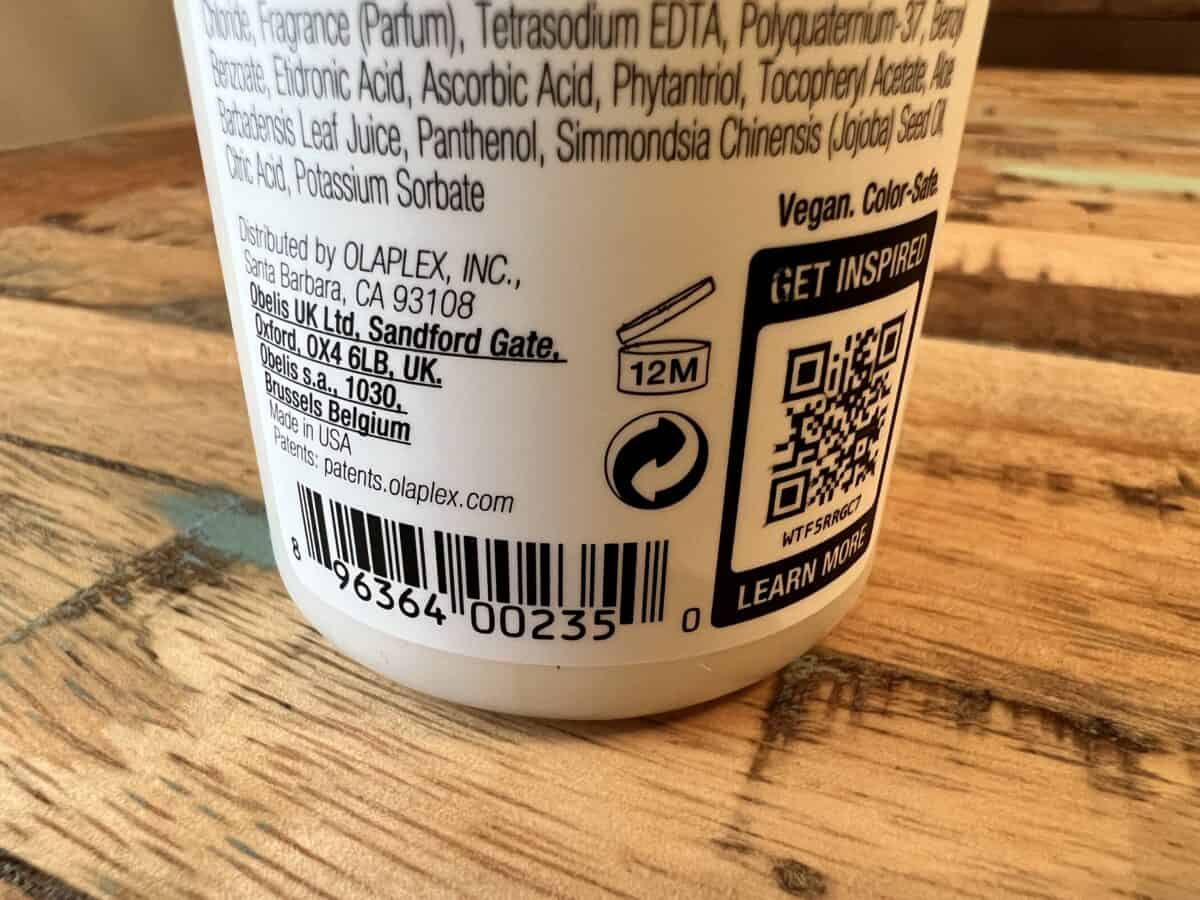 Chloride, Fragrance (Parfum), Tetrasodium EDTA, Polyquaternium-37, Benzyl
Benzoate, Etidronic Acid, Ascorbic Acid, Phytantriol, Tocopheryl Acetate, Aloe
Barbadensis Leaf Juice, Panthenol, Simmondsia Chinensis (Jojoba) Seed Oil,
Citric Acid, Potassium Sorbate
Vegan. Color-Safe.
Distributed by OLAPLEX, INC.,
Santa Barbara, CA 93108
Obelis UK Ltd. Sandford Gate,
Oxford, OX4 6LB, UK.
Obelis s.a., 1030,
Brussels Belgium
Made in USA
Patents: patents.olaplex.com
12M
GET INSPIRED
WTF5RRGC7
LEARN MORE
8 96364 00235 0